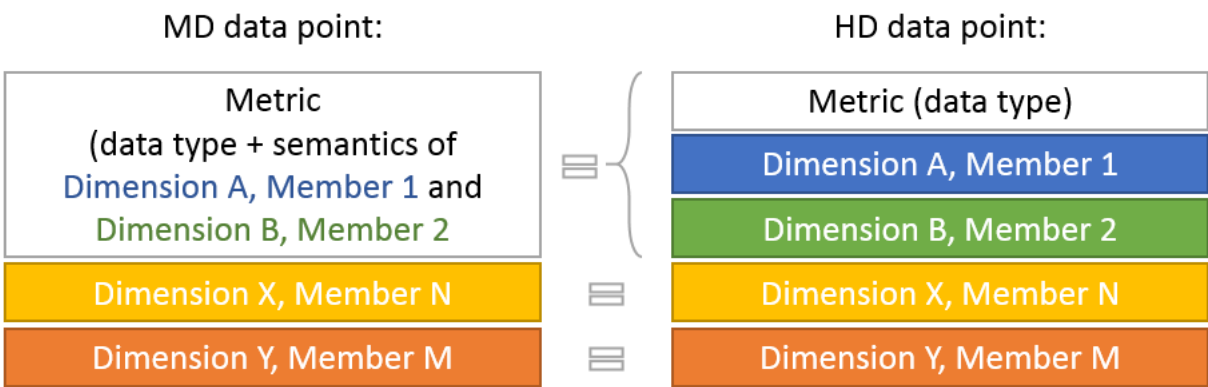 MD data point:
HD data point:
Metric
(data type + semantics of
Dimension A, Member 1 and
Dimension B, Member 2
Dimension X, Member N
Dimension Y, Member M
Metric (data type)
Dimension A, Member 1
Dimension B, Member 2
Dimension X, Member N
Dimension Y, Member M